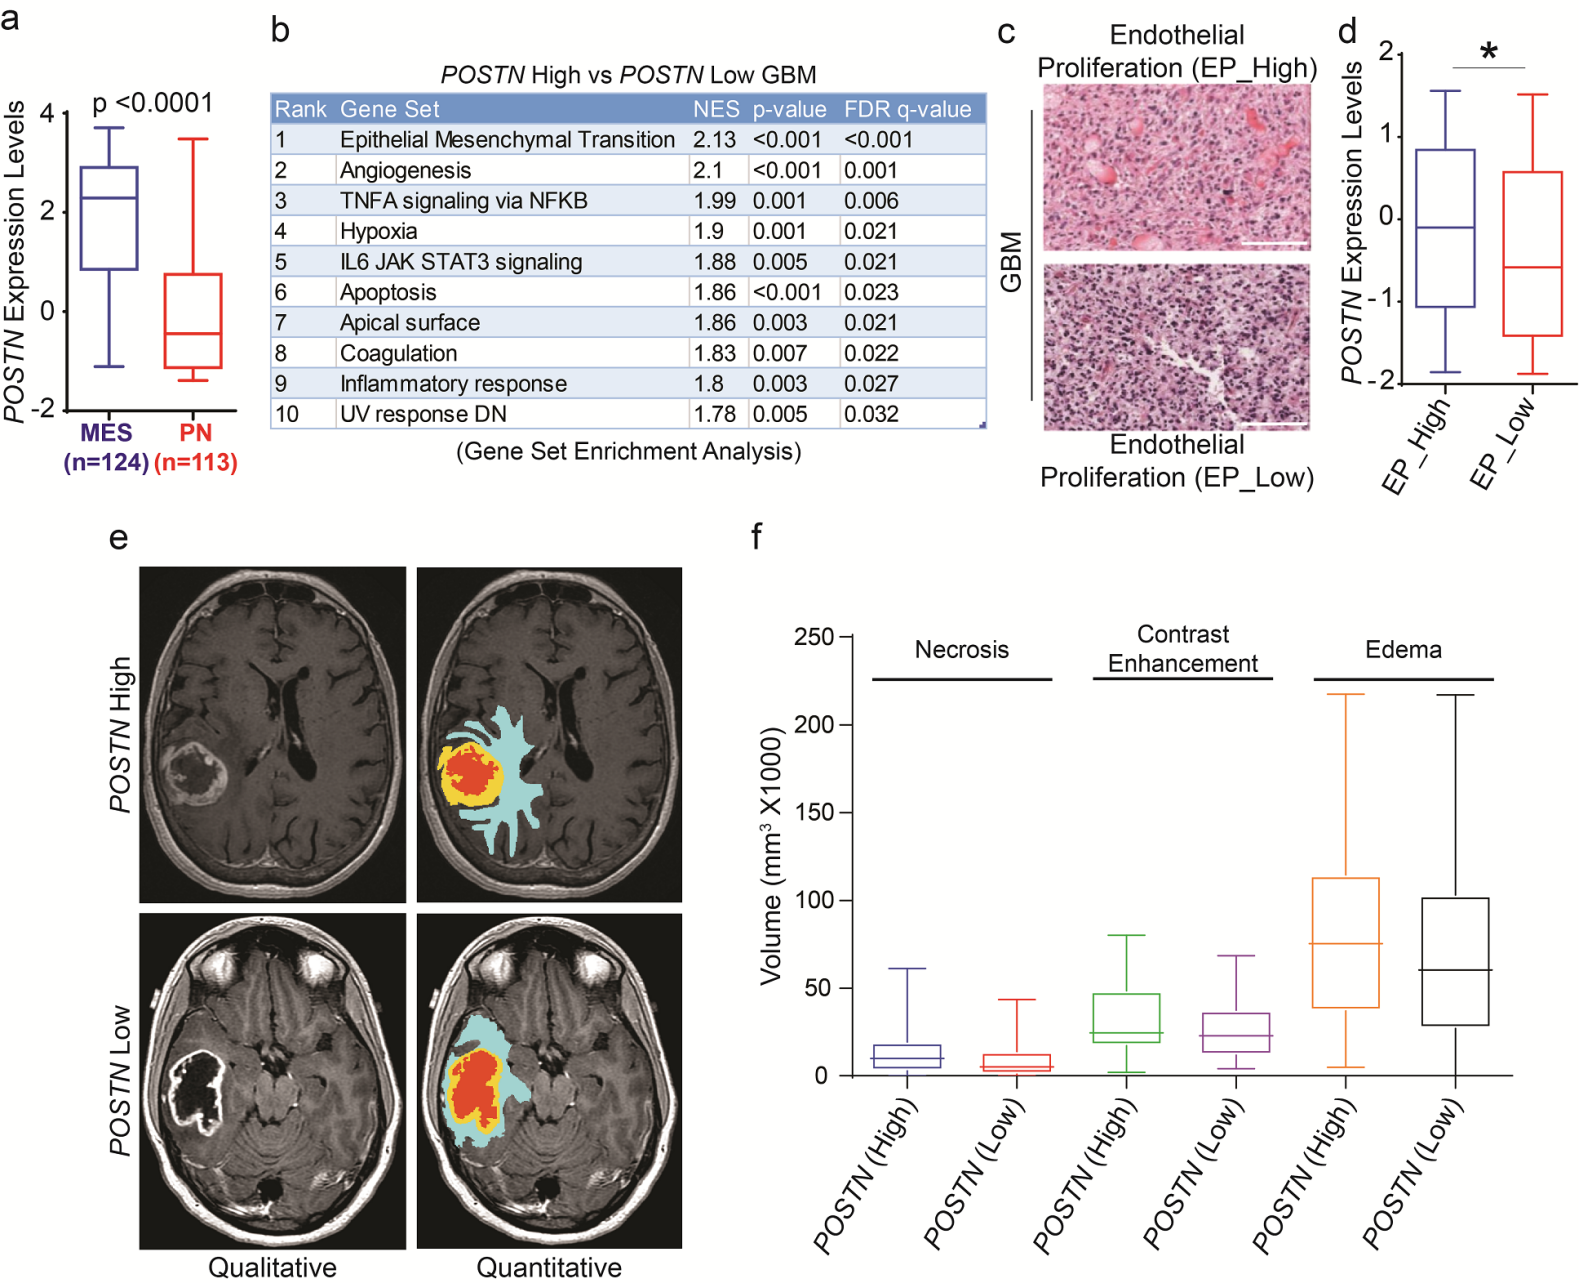 a
p <0.0001
POSTN Expression Levels
4
2
0
-2
MES
(n=124)
PN
(n=113)
b
POSTN High vs POSTN Low GBM
Rank Gene Set NES p-value FDR q-value
1 Epithelial Mesenchymal Transition 2.13 <0.001 <0.001
2 Angiogenesis 2.1 <0.001 0.001
3 TNFA signaling via NFKB 1.99 0.001 0.006
4 Hypoxia 1.9 0.001 0.021
5 IL6 JAK STAT3 signaling 1.88 0.005 0.021
6 Apoptosis 1.86 <0.001 0.023
7 Apical surface 1.86 0.003 0.021
8 Coagulation 1.83 0.007 0.022
9 Inflammatory response 1.8 0.003 0.027
10 UV response DN 1.78 0.005 0.032
(Gene Set Enrichment Analysis)
c
Endothelial
Proliferation (EP_High)
GBM
Endothelial
Proliferation (EP_Low)
d
POSTN Expression Levels
2
1
0
-1
-2
*
EP_High
EP_Low
e
POSTN High
POSTN Low
Qualitative
Quantitative
f
Volume (mm³ X1000)
250
200
150
100
50
0
Necrosis
Contrast
Enhancement
Edema
POSTN (High)
POSTN (Low)
POSTN (High)
POSTN (Low)
POSTN (High)
POSTN (Low)